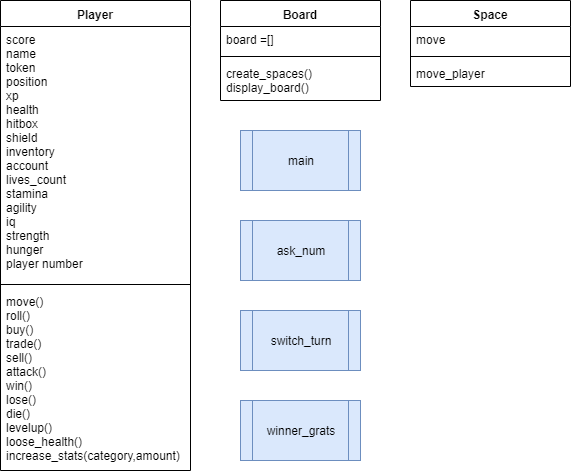 Player
score
name
token
position
xp
health
hitbox
shield
inventory
account
lives_count
stamina
agility
iq
strength
hunger
player number
move()
roll()
buy()
trade()
sell()
attack()
win()
lose()
die()
levelup()
loose_health()
increase_stats(category,amount)
Board
board =[]
create_spaces()
display_board()
Space
move
move_player
main
ask_num
switch_turn
winner_grats